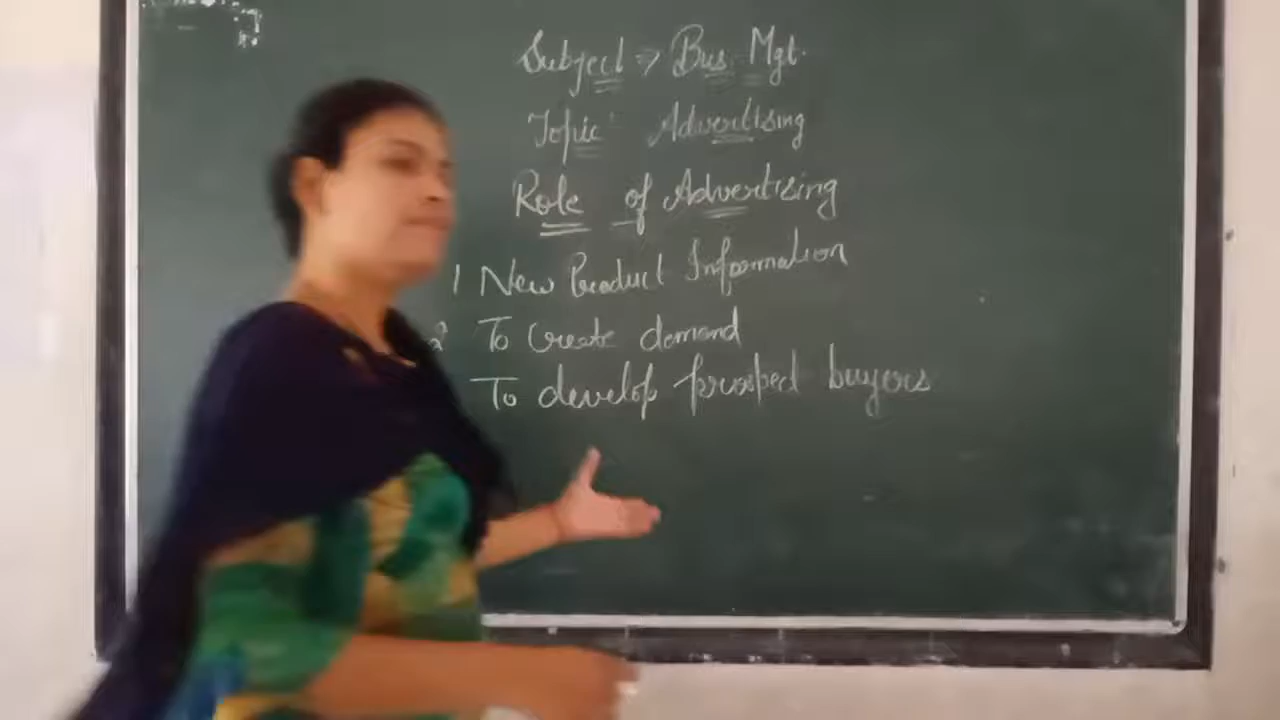 Subject ⇒ Bus. Mgt.
Topic: Advertising
Role of Advertising
1 New Product Information
2 To Create demand
To develop prospect buyers